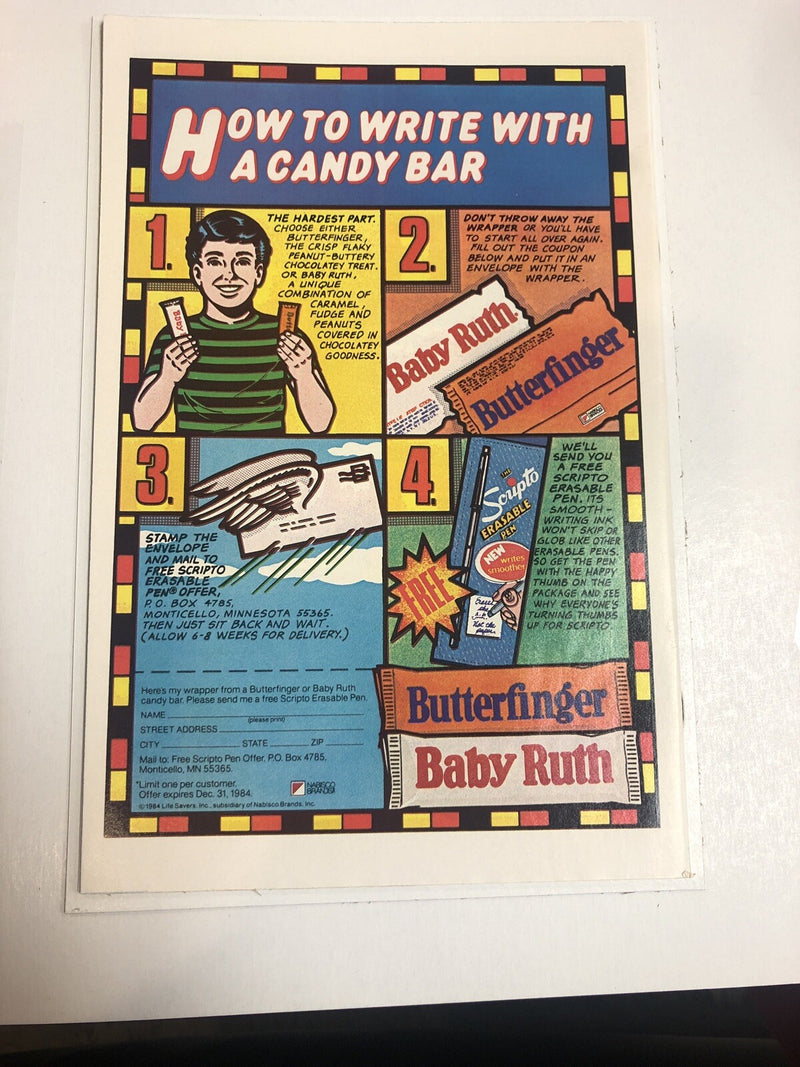 HOW TO WRITE WITH
A CANDY BAR
1.
THE HARDEST PART.
CHOOSE EITHER
BUTTERFINGER,
THE CRISP FLAKY
PEANUT-BUTTERY
CHOCOLATEY TREAT.
OR BABY RUTH,
A UNIQUE
COMBINATION OF
CARAMEL,
FUDGE AND
PEANUTS
COVERED IN
CHOCOLATEY
GOODNESS.
Baby
2.
DON'T THROW AWAY THE
WRAPPER OR YOU'LL HAVE
TO START ALL OVER AGAIN.
FILL OUT THE COUPON
BELOW AND PUT IT IN AN
ENVELOPE WITH THE
WRAPPER.
Baby Ruth
Butterfinger
3.
STAMP THE
ENVELOPE
AND MAIL TO
FREE SCRIPTO
ERASABLE
PEN® OFFER,
P.O. BOX 4785,
MONTICELLO, MINNESOTA 55365.
THEN JUST SIT BACK AND WAIT.
(ALLOW 6-8 WEEKS FOR DELIVERY.)
4.
THE
Scripto
ERASABLE
PEN
NEW
writes
smoother
FREE
WE'LL
SEND YOU
A FREE
SCRIPTO
ERASABLE
PEN. ITS
SMOOTH-
WRITING INK
WON'T SKIP OR
GLOB LIKE OTHER
ERASABLE PENS.
SO GET THE PEN
WITH THE HAPPY
THUMB ON THE
PACKAGE AND SEE
WHY EVERYONE'S
TURNING THUMBS
UP FOR SCRIPTO.
Here's my wrapper from a Butterfinger or Baby Ruth
candy bar. Please send me a free Scripto Erasable Pen.
NAME
(please print)
STREET ADDRESS
CITY STATE ZIP
Mail to: Free Scripto Pen Offer, P.O. Box 4785,
Monticello, MN 55365.
*Limit one per customer.
Offer expires Dec. 31, 1984.
NABISCO
BRANDS
©1984 Life Savers, Inc., subsidiary of Nabisco Brands, Inc.
Butterfinger
Baby Ruth